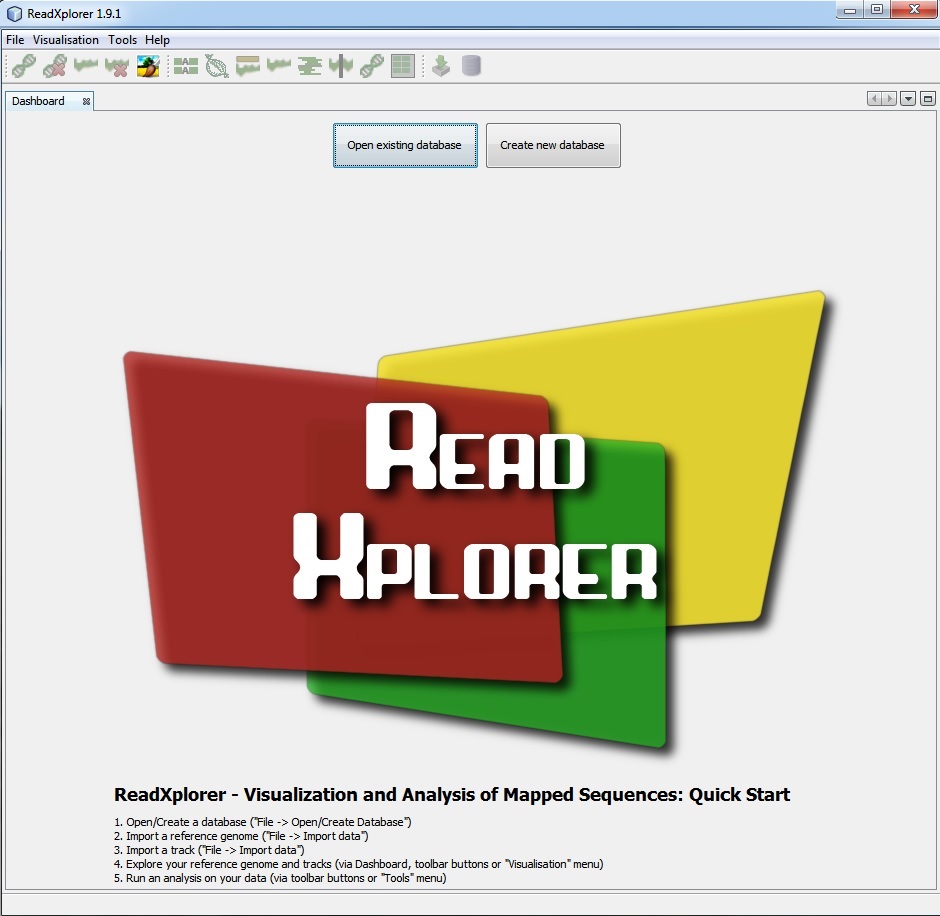 ReadXplorer 1.9.1
File Visualisation Tools Help
Dashboard
Open existing database Create new database
READ
XPLORER
ReadXplorer - Visualization and Analysis of Mapped Sequences: Quick Start
1. Open/Create a database ("File -> Open/Create Database")
2. Import a reference genome ("File -> Import data")
3. Import a track ("File -> Import data")
4. Explore your reference genome and tracks (via Dashboard, toolbar buttons or "Visualisation" menu)
5. Run an analysis on your data (via toolbar buttons or "Tools" menu)